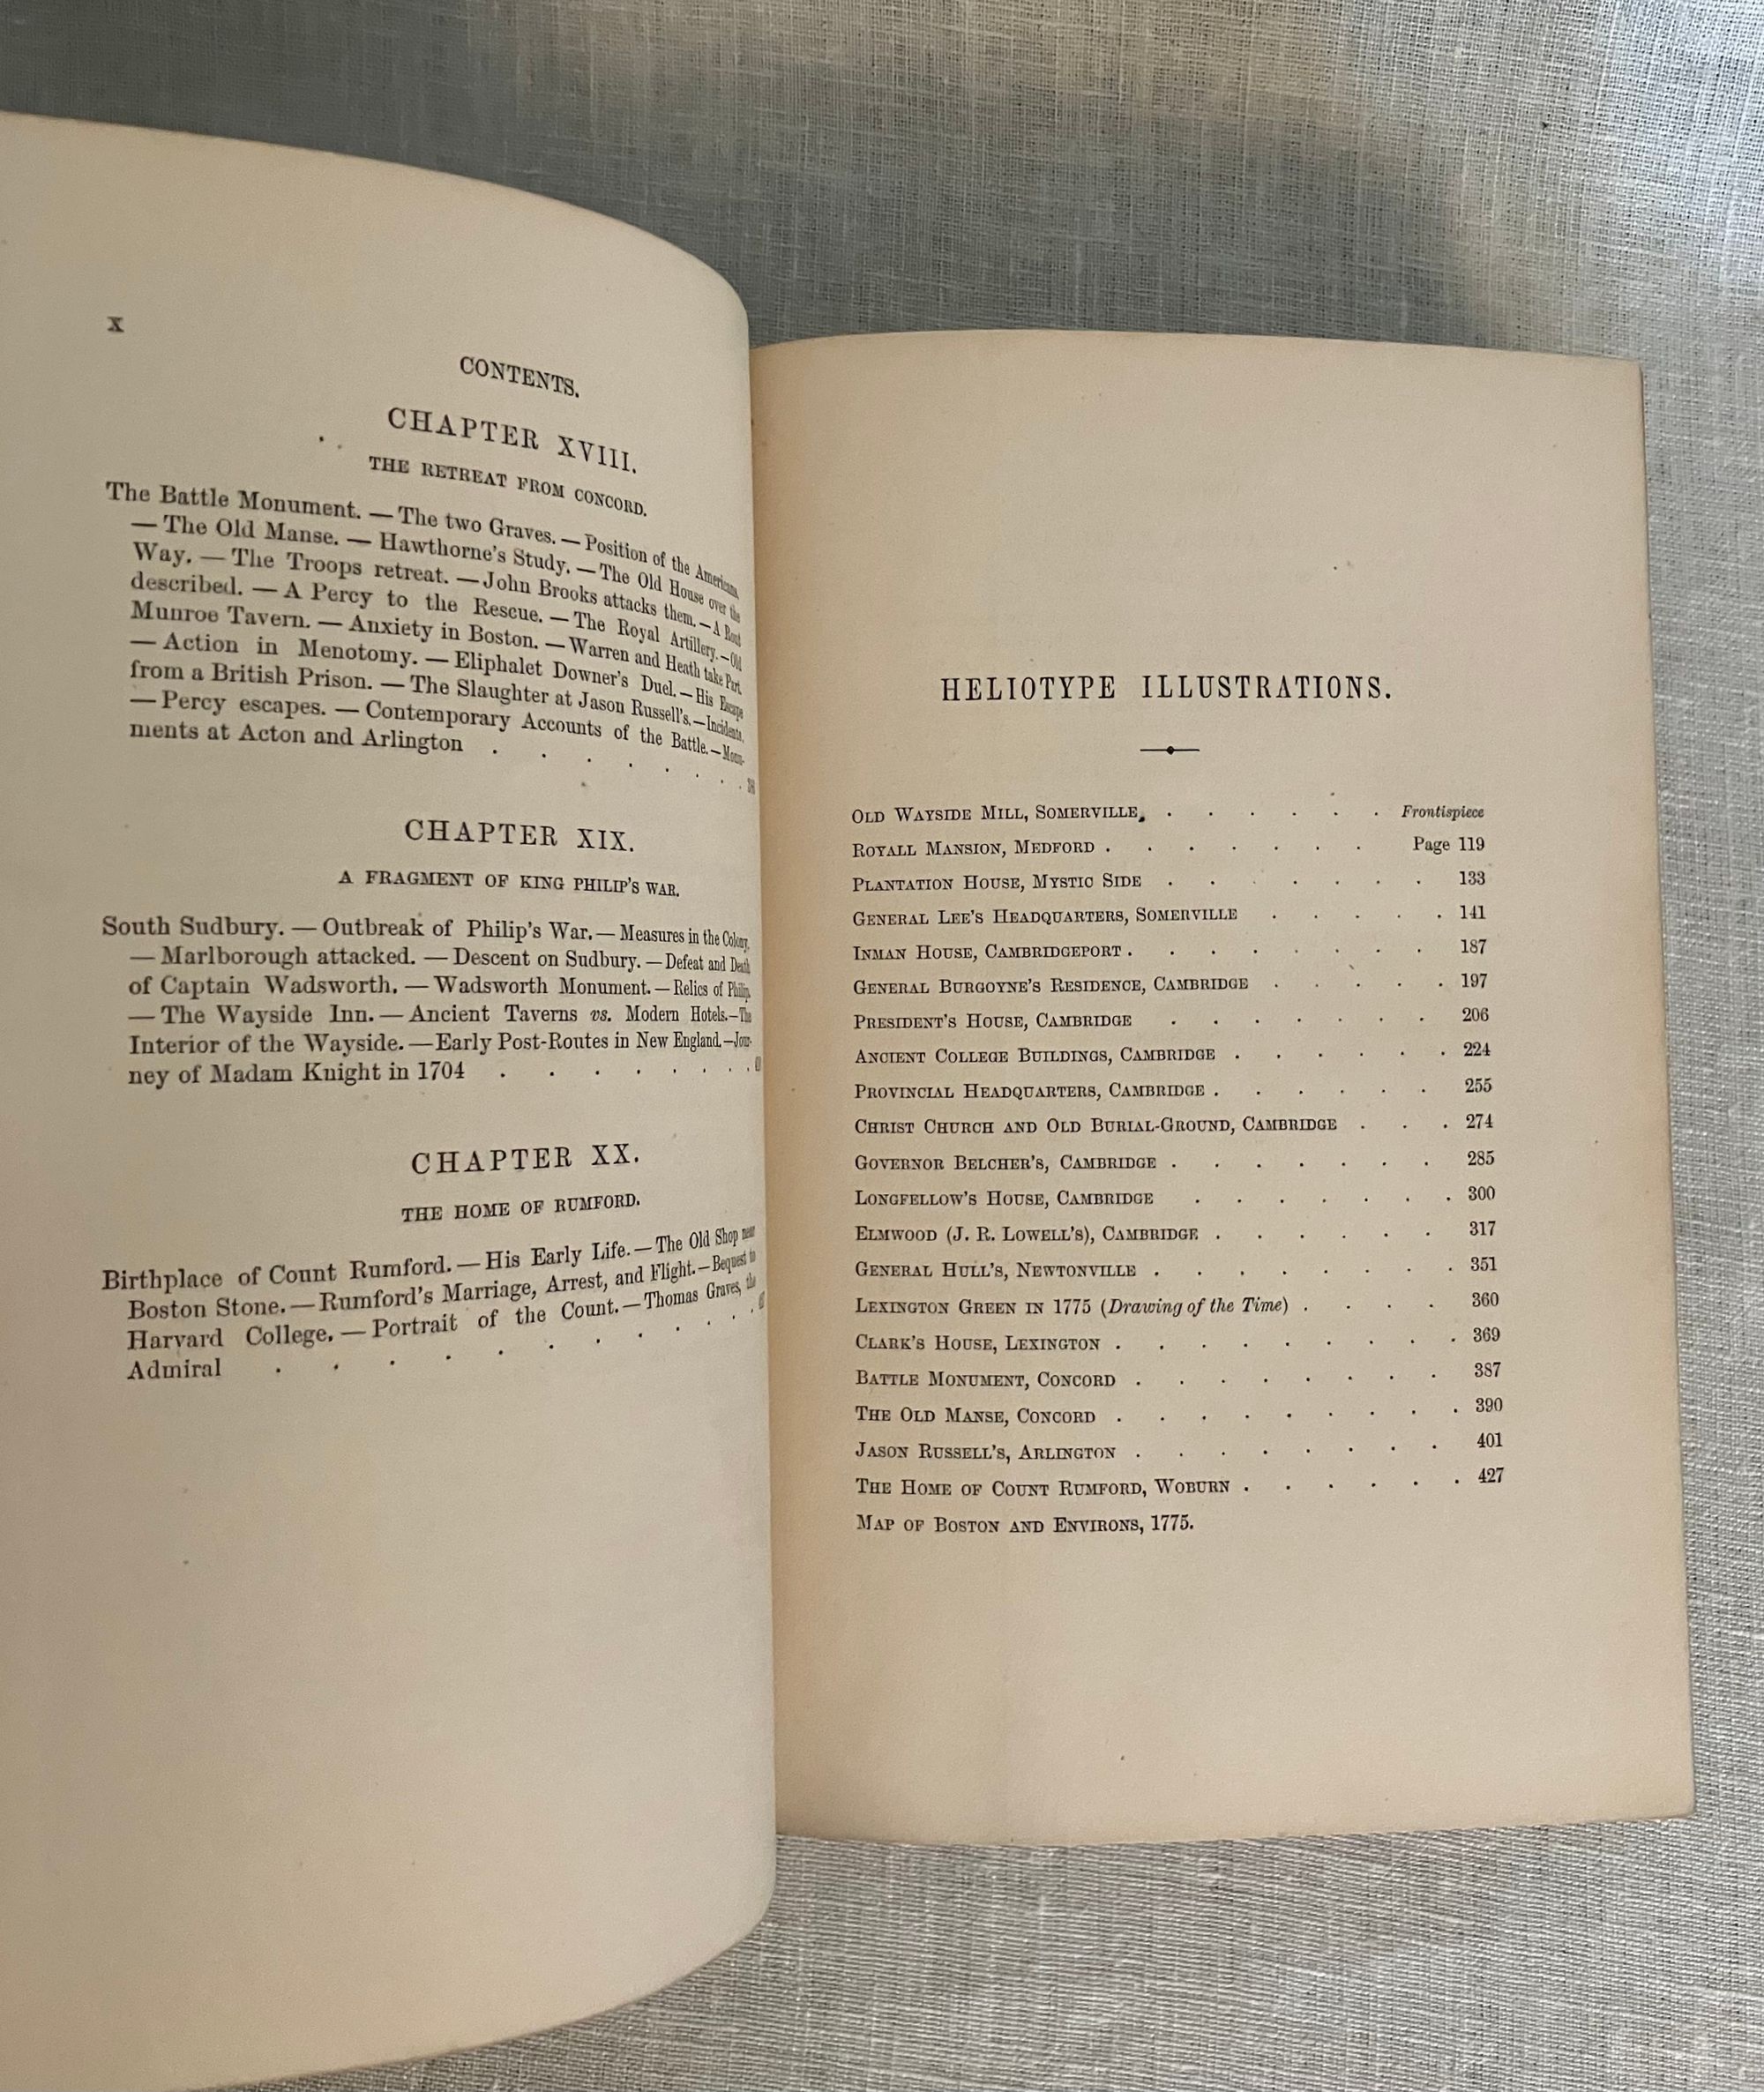 x
CONTENTS.
CHAPTER XVIII.
THE RETREAT FROM CONCORD.
The Battle Monument. — The two Graves. — Position of the Americans.
— The Old Manse. — Hawthorne's Study. — The Old House over the
Way. — The Troops retreat. — John Brooks attacks them. — A Rout
described. — A Percy to the Rescue. — The Royal Artillery. — Old
Munroe Tavern. — Anxiety in Boston. — Warren and Heath take Part.
— Action in Menotomy. — Eliphalet Downer's Duel. — His Escape
from a British Prison. — The Slaughter at Jason Russell's. — Incidents.
— Percy escapes. — Contemporary Accounts of the Battle. — Monu-
ments at Acton and Arlington . . . . . . .
CHAPTER XIX.
A FRAGMENT OF KING PHILIP'S WAR.
South Sudbury. — Outbreak of Philip's War. — Measures in the Colony.
— Marlborough attacked. — Descent on Sudbury. — Defeat and Death
of Captain Wadsworth. — Wadsworth Monument. — Relics of Philip.
— The Wayside Inn. — Ancient Taverns vs. Modern Hotels. — The
Interior of the Wayside. — Early Post-Routes in New England. — Jour-
ney of Madam Knight in 1704 . . . . . . .
CHAPTER XX.
THE HOME OF RUMFORD.
Birthplace of Count Rumford. — His Early Life. — The Old Shop near
Boston Stone. — Rumford's Marriage, Arrest, and Flight. — Bequest to
Harvard College. — Portrait of the Count. — Thomas Graves, the
Admiral . . . . . . . . . .
HELIOTYPE ILLUSTRATIONS.
OLD WAYSIDE MILL, SOMERVILLE, . . . . . . Frontispiece
ROYALL MANSION, MEDFORD . . . . . . . Page 119
PLANTATION HOUSE, MYSTIC SIDE . . . . . . . 133
GENERAL LEE'S HEADQUARTERS, SOMERVILLE . . . . . 141
INMAN HOUSE, CAMBRIDGEPORT . . . . . . . . 187
GENERAL BURGOYNE'S RESIDENCE, CAMBRIDGE . . . . . 197
PRESIDENT'S HOUSE, CAMBRIDGE . . . . . . . 206
ANCIENT COLLEGE BUILDINGS, CAMBRIDGE . . . . . . 224
PROVINCIAL HEADQUARTERS, CAMBRIDGE . . . . . . 255
CHRIST CHURCH AND OLD BURIAL-GROUND, CAMBRIDGE . . . 274
GOVERNOR BELCHER'S, CAMBRIDGE . . . . . . . 285
LONGFELLOW'S HOUSE, CAMBRIDGE . . . . . . . 300
ELMWOOD (J. R. LOWELL'S), CAMBRIDGE . . . . . . 317
GENERAL HULL'S, NEWTONVILLE . . . . . . . . 351
LEXINGTON GREEN IN 1775 (Drawing of the Time) . . . . 360
CLARK'S HOUSE, LEXINGTON . . . . . . . . . 369
BATTLE MONUMENT, CONCORD . . . . . . . . 387
THE OLD MANSE, CONCORD . . . . . . . . . 390
JASON RUSSELL'S, ARLINGTON . . . . . . . . 401
THE HOME OF COUNT RUMFORD, WOBURN . . . . . . 427
MAP OF BOSTON AND ENVIRONS, 1775.